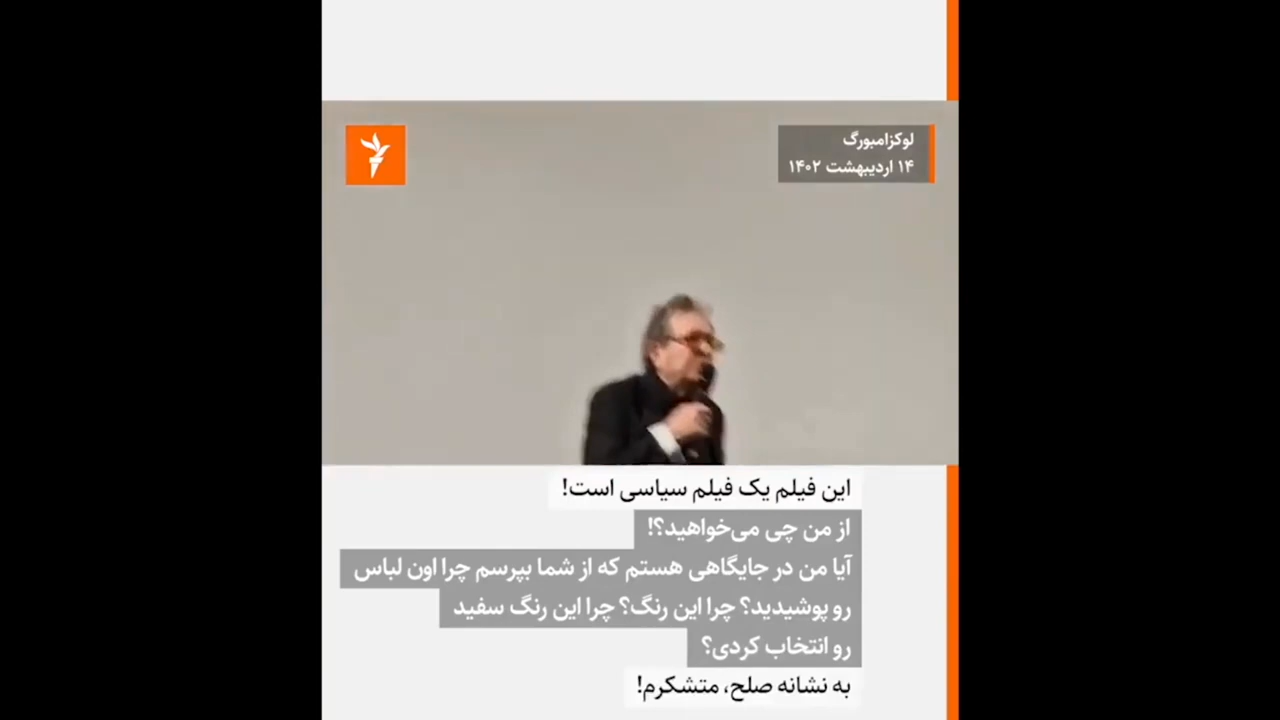 لوکزامبورگ
۱۴ اردیبهشت ۱۴۰۲
این فیلم یک فیلم سیاسی است!
از من چی می‌خواهید؟!
آیا من در جایگاهی هستم که از شما بپرسم چرا اون لباس
رو پوشیدید؟ چرا این رنگ؟ چرا این رنگ سفید
رو انتخاب کردی؟
به نشانه صلح، متشکرم!